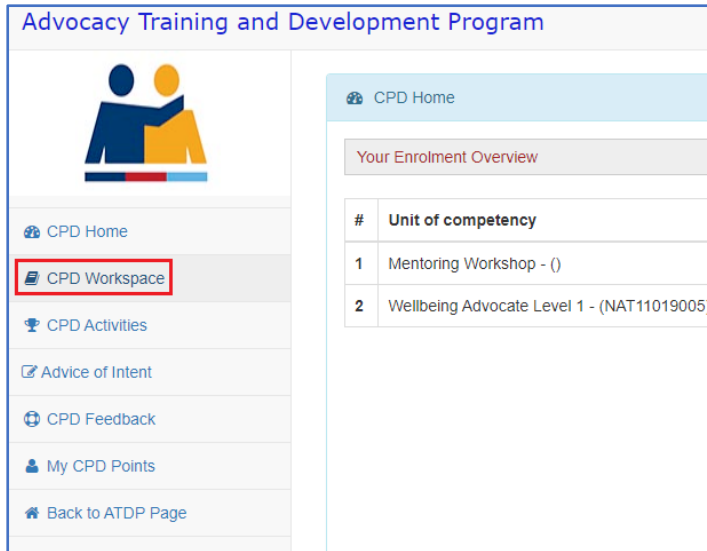 Advocacy Training and Development Program
CPD Home
CPD Workspace
CPD Activities
Advice of Intent
CPD Feedback
My CPD Points
Back to ATDP Page
CPD Home
Your Enrolment Overview
# Unit of competency
1 Mentoring Workshop - ()
2 Wellbeing Advocate Level 1 - (NAT11019005)